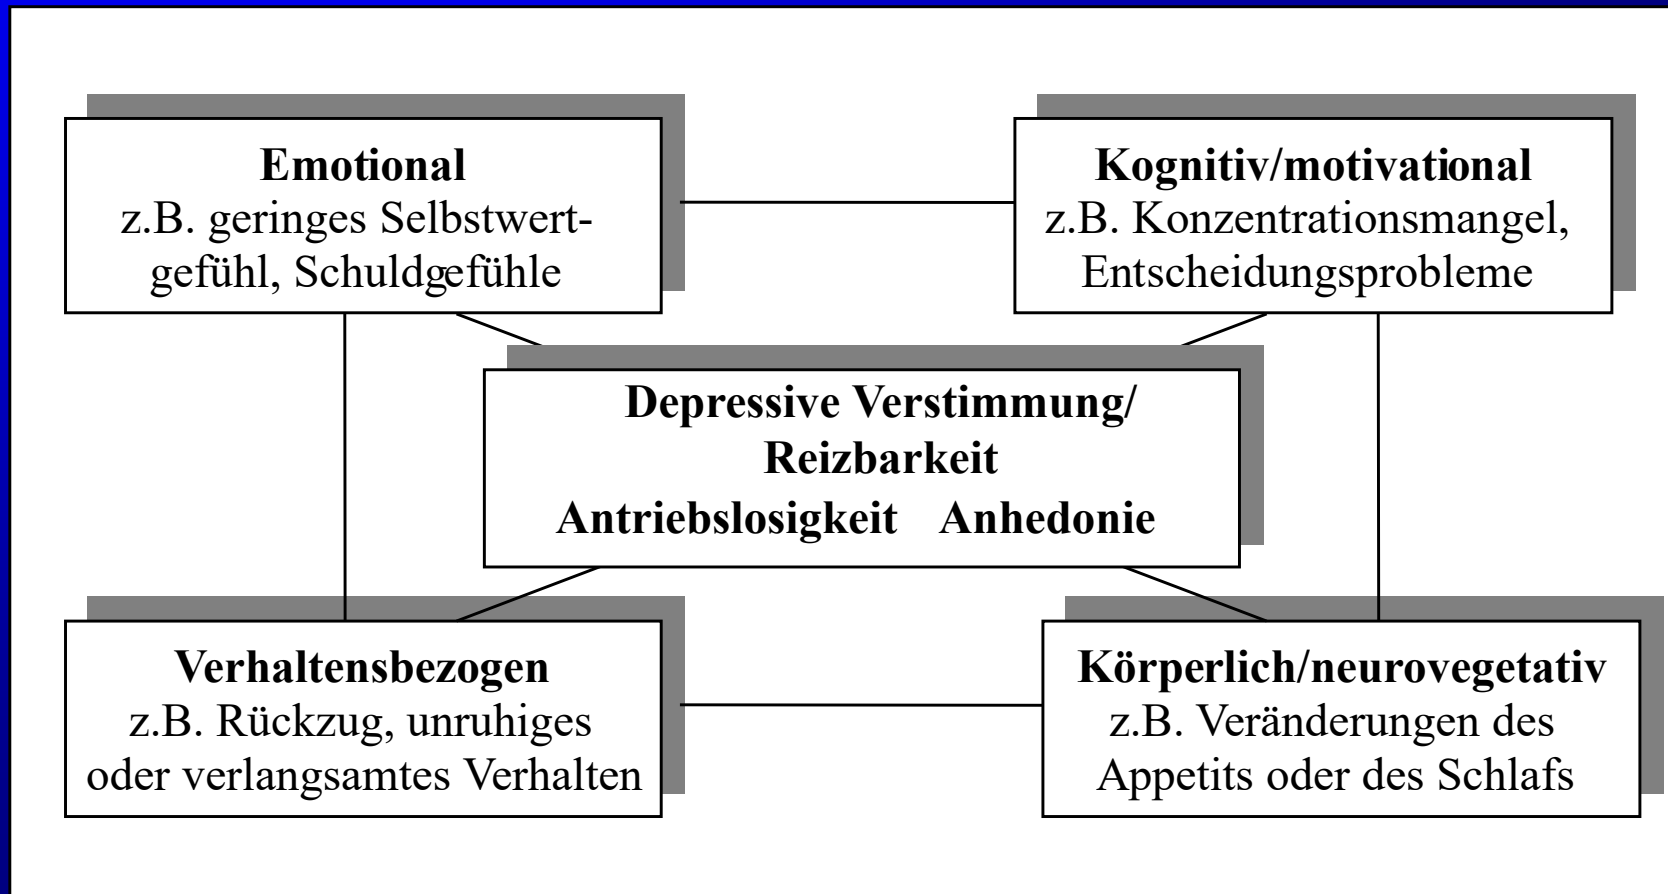 Emotional
z.B. geringes Selbstwert-
gefühl, Schuldgefühle
Kognitiv/motivational
z.B. Konzentrationsmangel,
Entscheidungsprobleme
Depressive Verstimmung/
Reizbarkeit
Antriebslosigkeit Anhedonie
Verhaltensbezogen
z.B. Rückzug, unruhiges
oder verlangsamtes Verhalten
Körperlich/neurovegetativ
z.B. Veränderungen des
Appetits oder des Schlafs